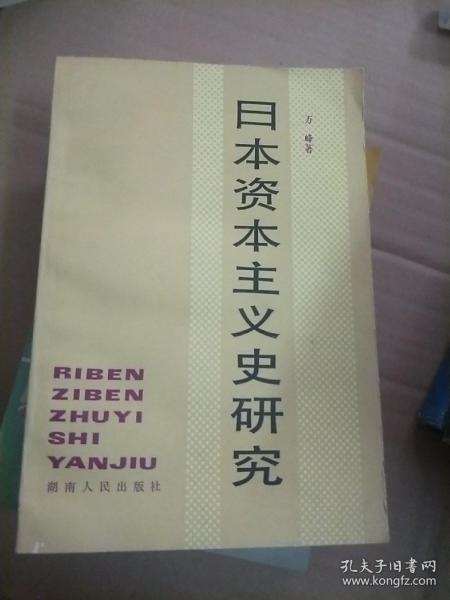 万峰著
日本资本主义史研究
RIBEN
ZIBEN
ZHUYI
SHI
YANJIU
湖南人民出版社
孔夫子旧书网
www.kongfz.com